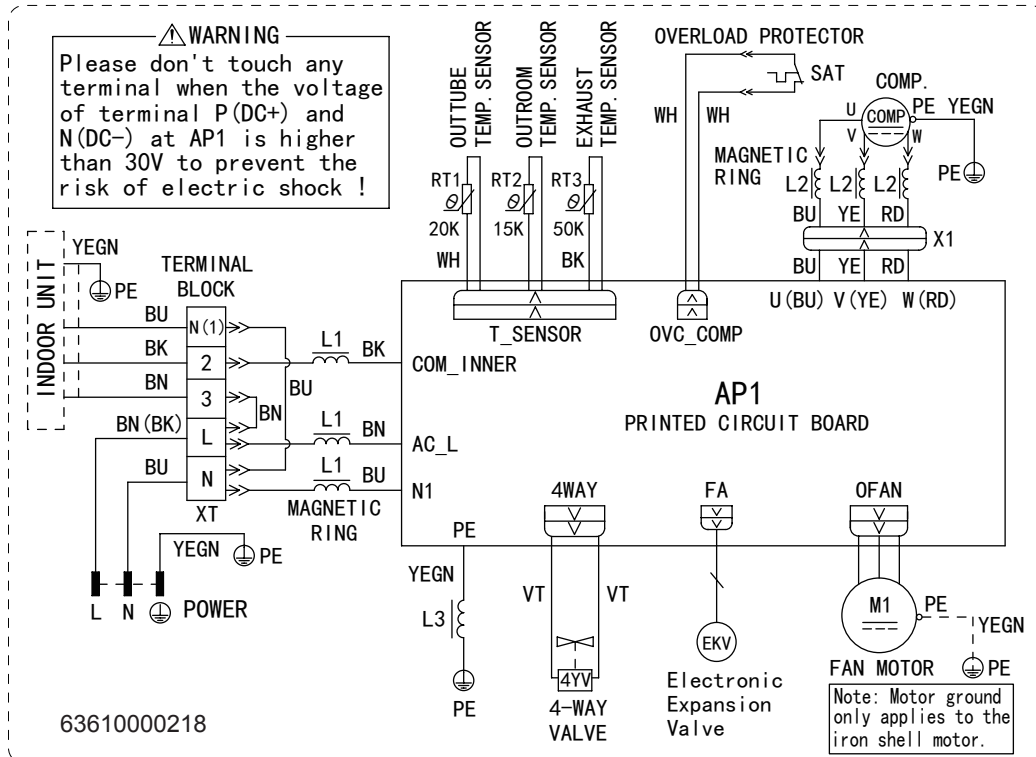 WARNING
Please don't touch any
terminal when the voltage
of terminal P(DC+) and
N(DC-) at AP1 is higher
than 30V to prevent the
risk of electric shock !
OUTTUBE
TEMP. SENSOR
OUTROOM
TEMP. SENSOR
EXHAUST
TEMP. SENSOR
RT1
θ
20K
WH
RT2
θ
15K
RT3
θ
50K
BK
T_SENSOR
OVERLOAD PROTECTOR
SAT
WH
WH
OVC_COMP
COMP.
U
COMP
PE YEGN
V
W
PE
MAGNETIC
RING
L2
L2
L2
BU
YE
RD
X1
BU
YE
RD
U(BU) V(YE) W(RD)
INDOOR UNIT
YEGN
PE
TERMINAL
BLOCK
BU
N(1)
BK
2
L1
BK
COM_INNER
BU
BN
3
BN
BN(BK)
L
L1
BN
AC_L
BU
N
L1
BU
N1
XT
MAGNETIC
RING
YEGN
PE
L
N
POWER
AP1
PRINTED CIRCUIT BOARD
PE
YEGN
L3
PE
4WAY
VT
VT
4YV
4-WAY
VALVE
FA
EKV
Electronic
Expansion
Valve
OFAN
M1
PE
YEGN
FAN MOTOR
PE
Note: Motor ground
only applies to the
iron shell motor.
63610000218